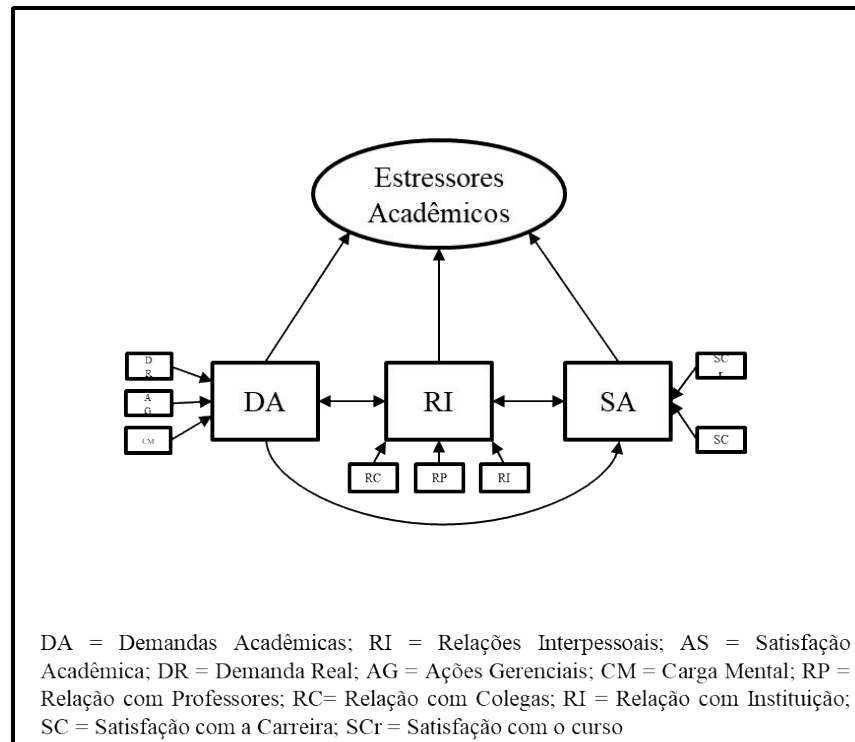 Estressores
Acadêmicos
D
R
SC
r
DA
RI
SA
A
G
CM
SC
RC
RP
RI
DA = Demandas Acadêmicas; RI = Relações Interpessoais; AS = Satisfação
Acadêmica; DR = Demanda Real; AG = Ações Gerenciais; CM = Carga Mental; RP =
Relação com Professores; RC= Relação com Colegas; RI = Relação com Instituição;
SC = Satisfação com a Carreira; SCr = Satisfação com o curso